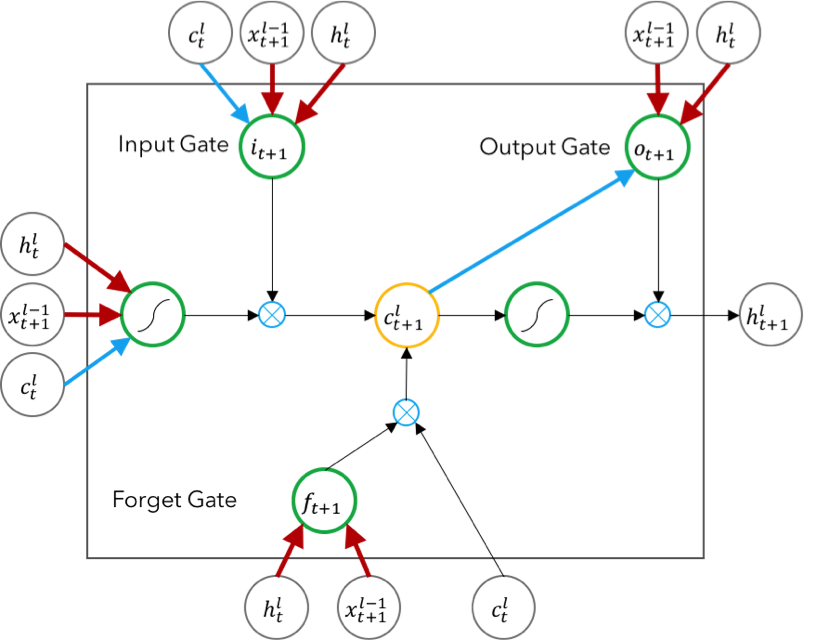 c_t^l x_{t+1}^{l-1} h_t^l x_{t+1}^{l-1} h_t^l
Input Gate i_{t+1} Output Gate o_{t+1}
h_t^l
x_{t+1}^{l-1} c_{t+1}^l h_{t+1}^l
c_t^l
Forget Gate f_{t+1}
h_t^l x_{t+1}^{l-1} c_t^l